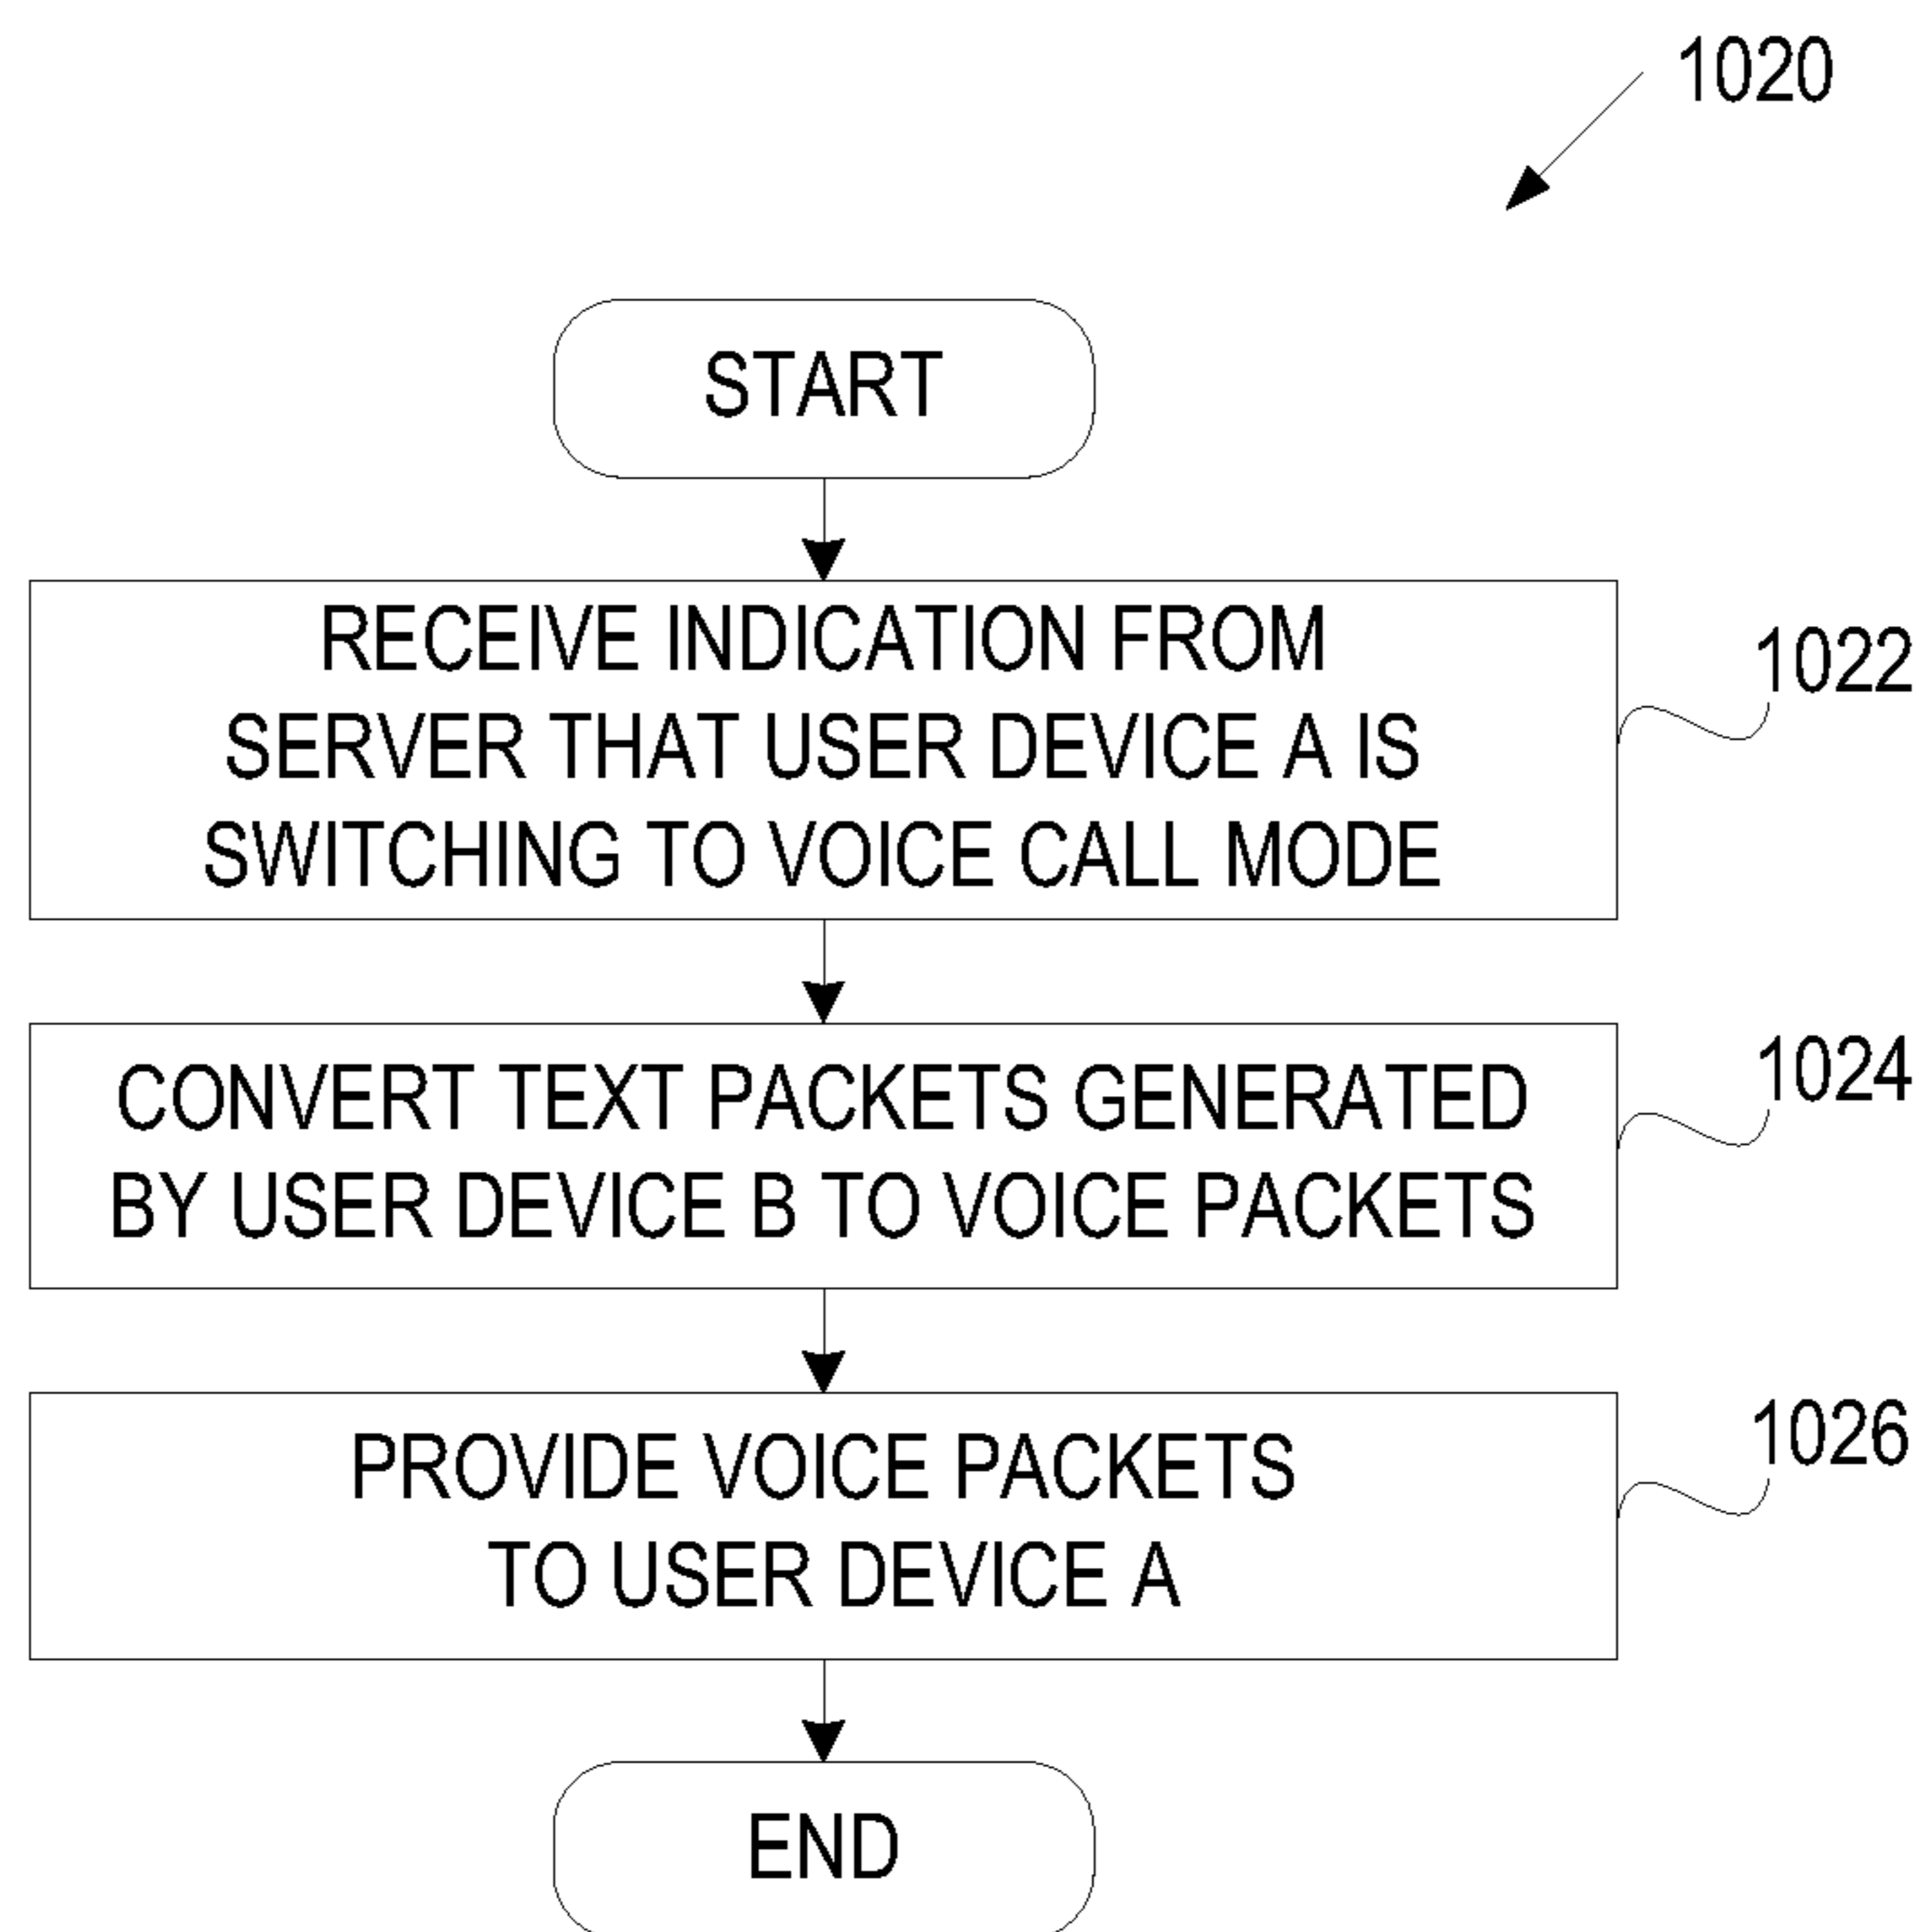 1020
START
RECEIVE INDICATION FROM
SERVER THAT USER DEVICE A IS
SWITCHING TO VOICE CALL MODE
1022
CONVERT TEXT PACKETS GENERATED
BY USER DEVICE B TO VOICE PACKETS
1024
PROVIDE VOICE PACKETS
TO USER DEVICE A
1026
END